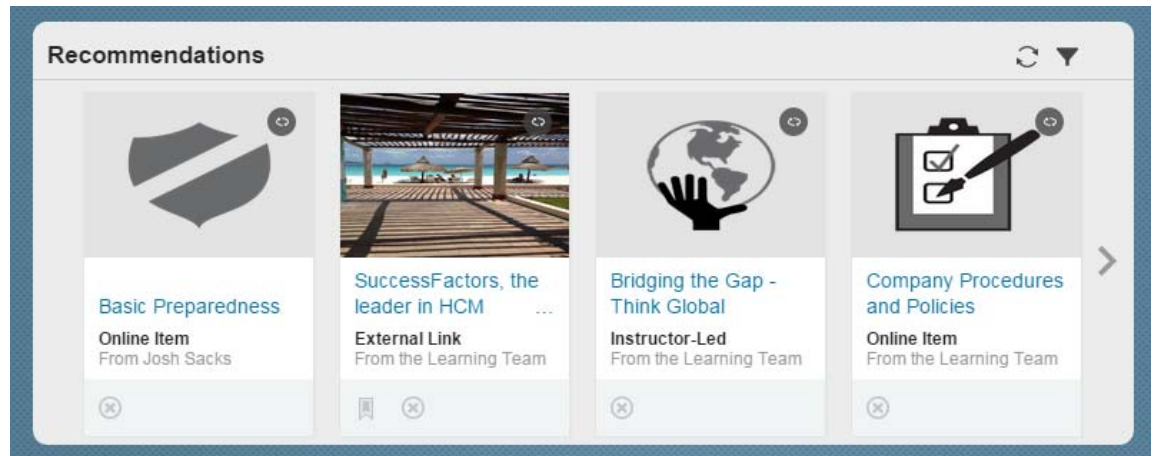 Recommendations
Basic Preparedness
Online Item
From Josh Sacks
SuccessFactors, the
leader in HCM ...
External Link
From the Learning Team
Bridging the Gap -
Think Global
Instructor-Led
From the Learning Team
Company Procedures
and Policies
Online Item
From the Learning Team